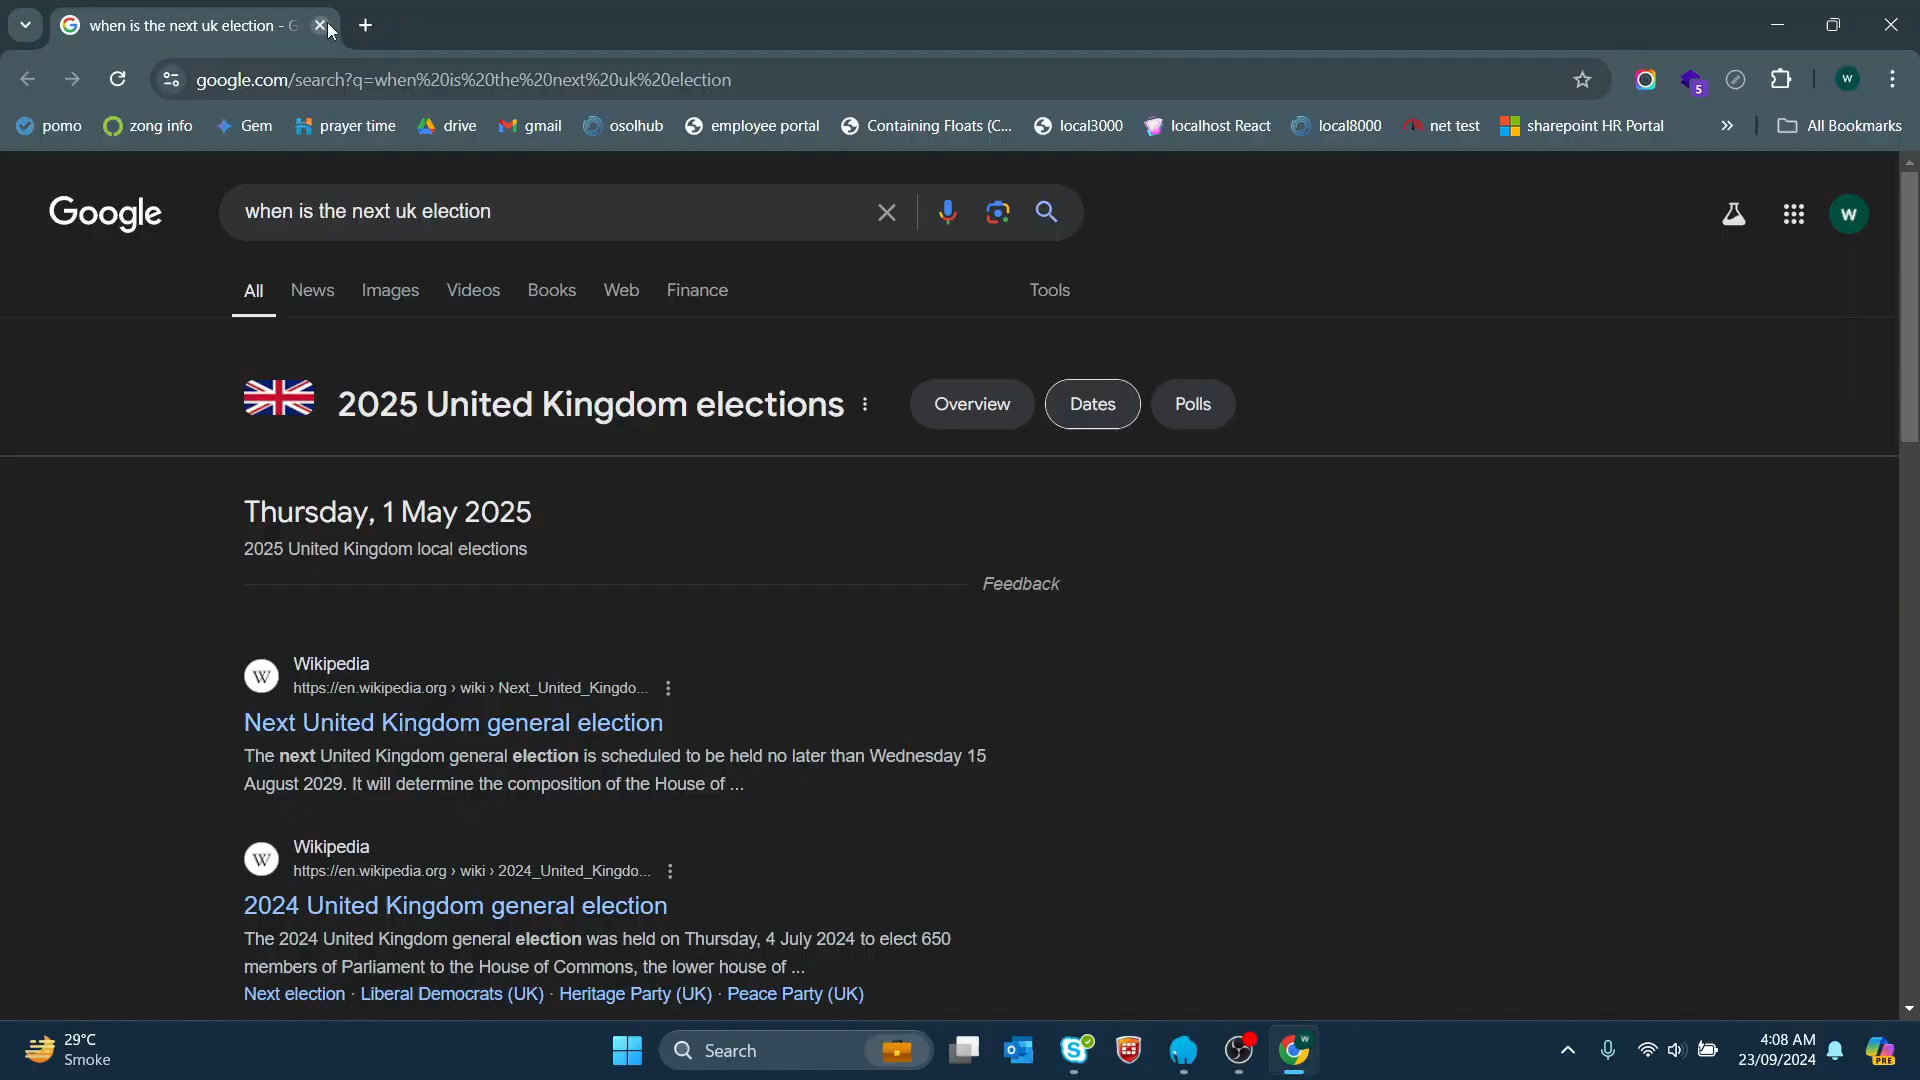 when is the next uk election - G
google.com/search?q=when%20is%20the%20next%20uk%20election
5
W
pomo
zong info
Gem
prayer time
drive
gmail
osolhub
employee portal
Containing Floats (C...
local3000
localhost React
local8000
net test
sharepoint HR Portal
»
All Bookmarks
Google
when is the next uk election
W
All
News
Images
Videos
Books
Web
Finance
Tools
2025 United Kingdom elections
Overview
Dates
Polls
Thursday, 1 May 2025
2025 United Kingdom local elections
Feedback
W
Wikipedia
https://en.wikipedia.org › wiki › Next_United_Kingdo...
Next United Kingdom general election
The next United Kingdom general election is scheduled to be held no later than Wednesday 15
August 2029. It will determine the composition of the House of ...
W
Wikipedia
https://en.wikipedia.org › wiki › 2024_United_Kingdo...
2024 United Kingdom general election
The 2024 United Kingdom general election was held on Thursday, 4 July 2024 to elect 650
members of Parliament to the House of Commons, the lower house of ...
Next election · Liberal Democrats (UK) · Heritage Party (UK) · Peace Party (UK)
29°C
Smoke
Search
W
4:08 AM
23/09/2024
PRE